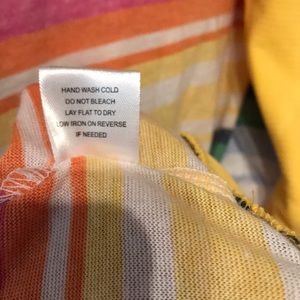 HAND WASH COLD
DO NOT BLEACH
LAY FLAT TO DRY
LOW IRON ON REVERSE
IF NEEDED